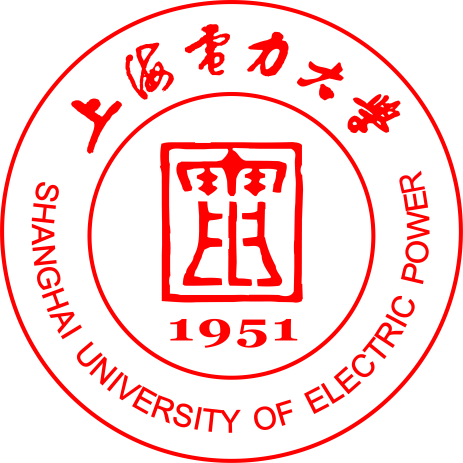 上海電力大學
1951
SHANGHAI UNIVERSITY OF ELECTRIC POWER